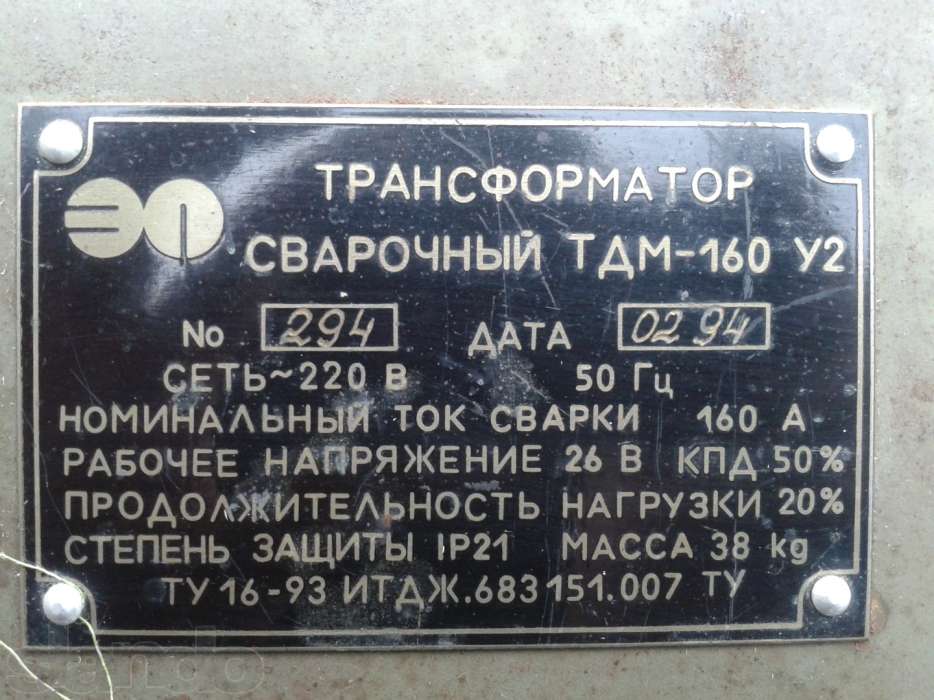 ЭП
ТРАНСФОРМАТОР
СВАРОЧНЫЙ ТДМ-160 У2
No 294 ДАТА 02 94
СЕТЬ~220 В 50 Гц
НОМИНАЛЬНЫЙ ТОК СВАРКИ 160 А
РАБОЧЕЕ НАПРЯЖЕНИЕ 26 В КПД 50%
ПРОДОЛЖИТЕЛЬНОСТЬ НАГРУЗКИ 20%
СТЕПЕНЬ ЗАЩИТЫ IP21 МАССА 38 kg
ТУ 16-93 ИТДЖ.683151.007 ТУ
slando